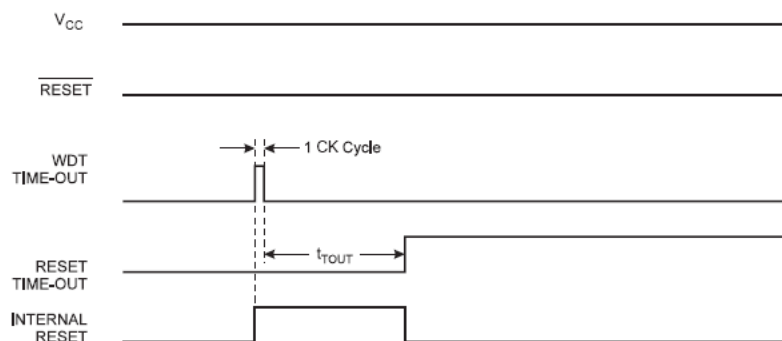 VCC
RESET
1 CK Cycle
WDT
TIME-OUT
tTOUT
RESET
TIME-OUT
INTERNAL
RESET